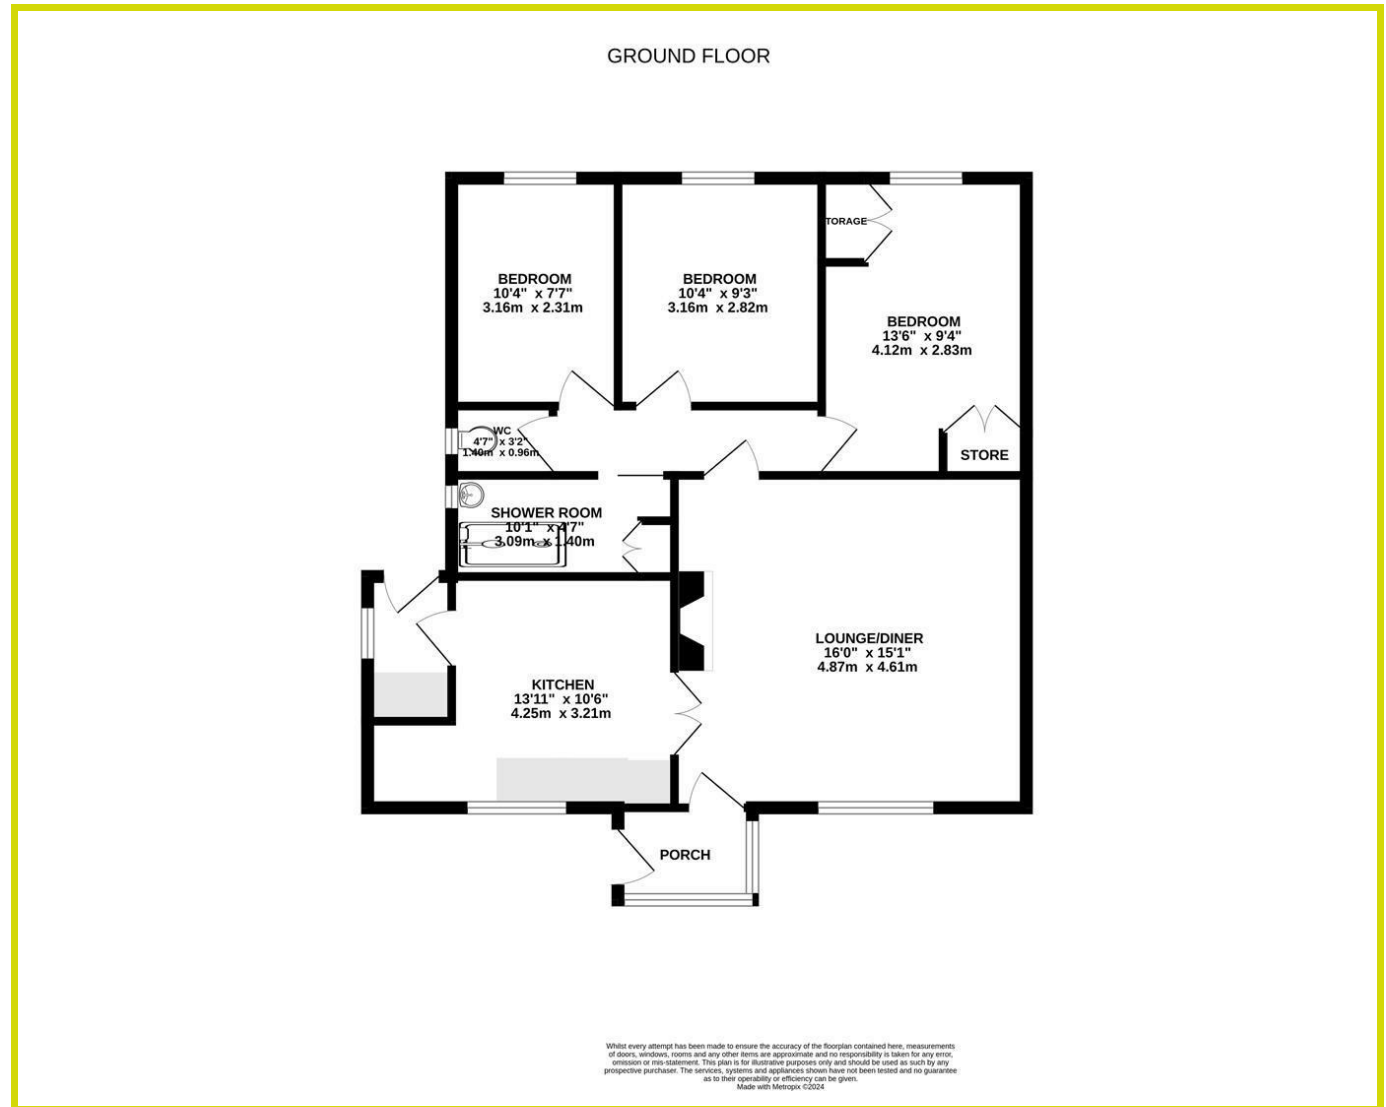 GROUND FLOOR
TORAGE
BEDROOM
10'4" x 7'7"
3.16m x 2.31m
BEDROOM
10'4" x 9'3"
3.16m x 2.82m
BEDROOM
13'6" x 9'4"
4.12m x 2.83m
WC
4'7" x 3'2"
1.40m x 0.96m
STORE
SHOWER ROOM
10'1" x 4'7"
3.09m x 1.40m
LOUNGE/DINER
16'0" x 15'1"
4.87m x 4.61m
KITCHEN
13'11" x 10'6"
4.25m x 3.21m
PORCH
Whilst every attempt has been made to ensure the accuracy of the floorplan contained here, measurements
of doors, windows, rooms and any other items are approximate and no responsibility is taken for any error,
omission or mis-statement. This plan is for illustrative purposes only and should be used as such by any
prospective purchaser. The services, systems and appliances shown have not been tested and no guarantee
as to their operability or efficiency can be given.
Made with Metropix ©2024